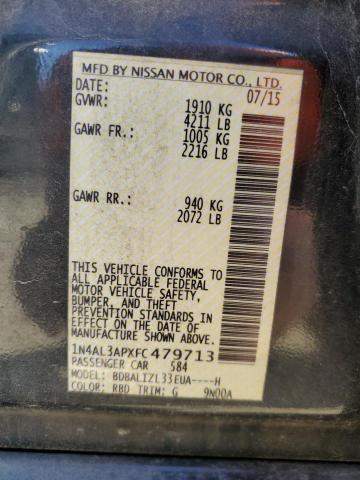 MFD BY NISSAN MOTOR CO., LTD.
DATE: 07/15
GVWR: 1910 KG
4211 LB
GAWR FR.: 1005 KG
2216 LB
GAWR RR.: 940 KG
2072 LB
THIS VEHICLE CONFORMS TO
ALL APPLICABLE FEDERAL
MOTOR VEHICLE SAFETY,
BUMPER, AND THEFT
PREVENTION STANDARDS IN
EFFECT ON THE DATE OF
MANUFACTURE SHOWN ABOVE
1N4AL3APXFC479713
PASSENGER CAR 584
MODEL: BDBALIZL33EUA----H
COLOR: RBD TRIM: G 9N00A